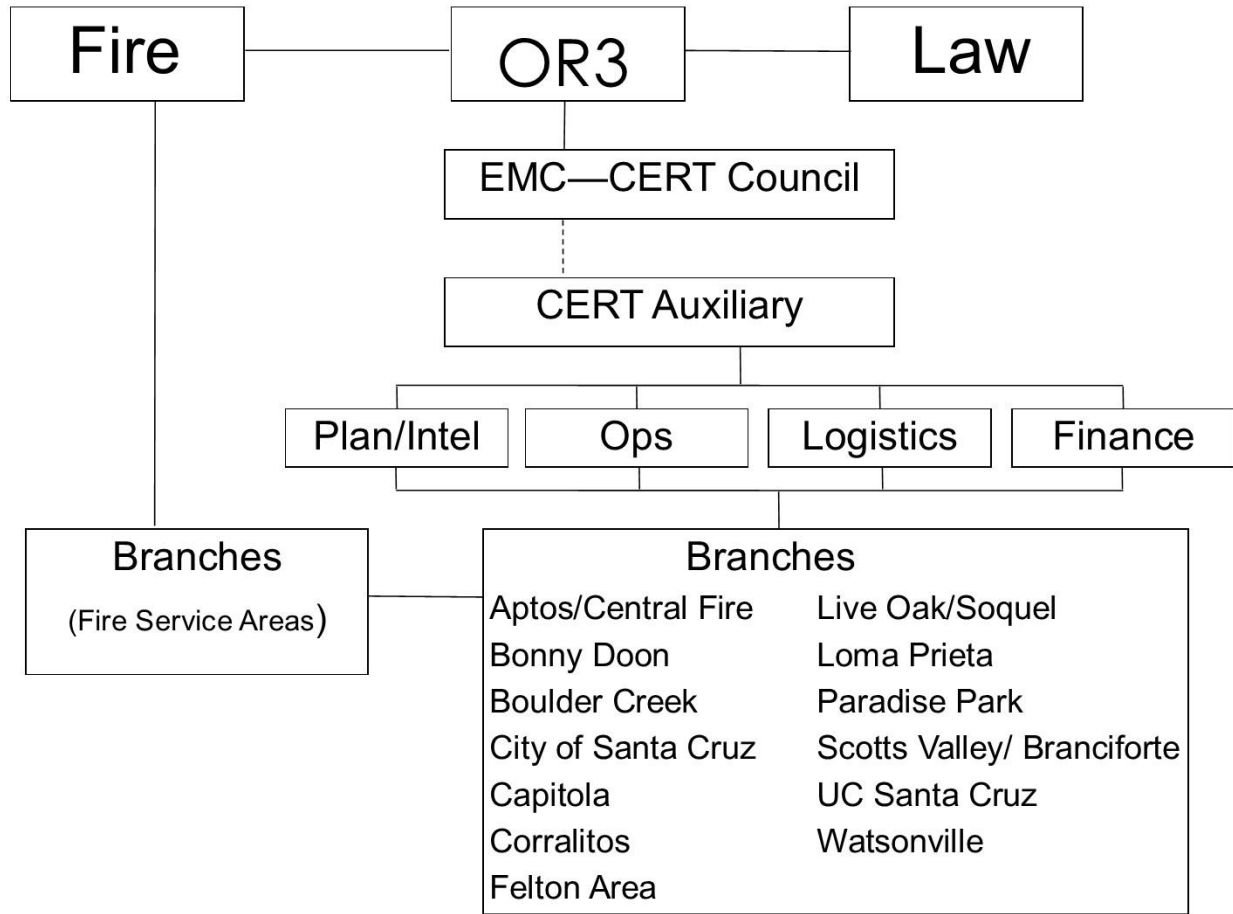 Fire
OR3
Law
EMC—CERT Council
CERT Auxiliary
Plan/Intel
Ops
Logistics
Finance
Branches
(Fire Service Areas)
Branches
Aptos/Central Fire
Bonny Doon
Boulder Creek
City of Santa Cruz
Capitola
Corralitos
Felton Area
Live Oak/Soquel
Loma Prieta
Paradise Park
Scotts Valley/ Branciforte
UC Santa Cruz
Watsonville